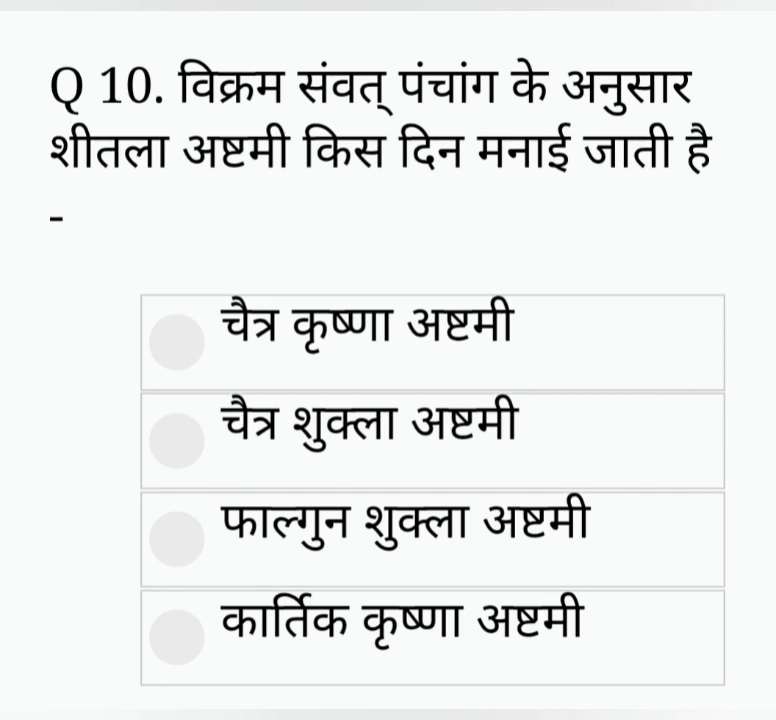 Q 10. विक्रम संवत् पंचांग के अनुसार
शीतला अष्टमी किस दिन मनाई जाती है
-
चैत्र कृष्णा अष्टमी
चैत्र शुक्ला अष्टमी
फाल्गुन शुक्ला अष्टमी
कार्तिक कृष्णा अष्टमी